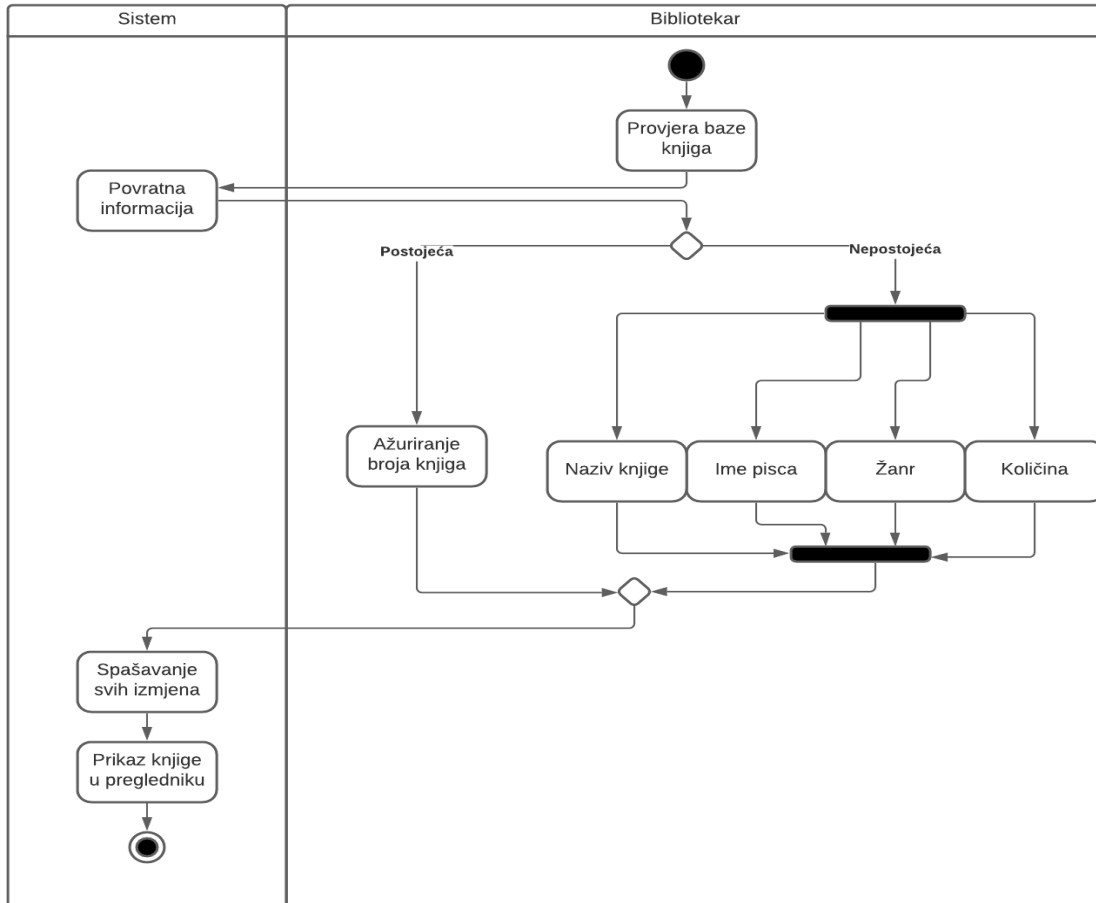 Sistem
Bibliotekar
Provjera baze
knjiga
Povratna
informacija
Postojeća
Nepostojeća
Ažuriranje
broja knjiga
Naziv knjige
Ime pisca
Žanr
Količina
Spašavanje
svih izmjena
Prikaz knjige
u pregledniku